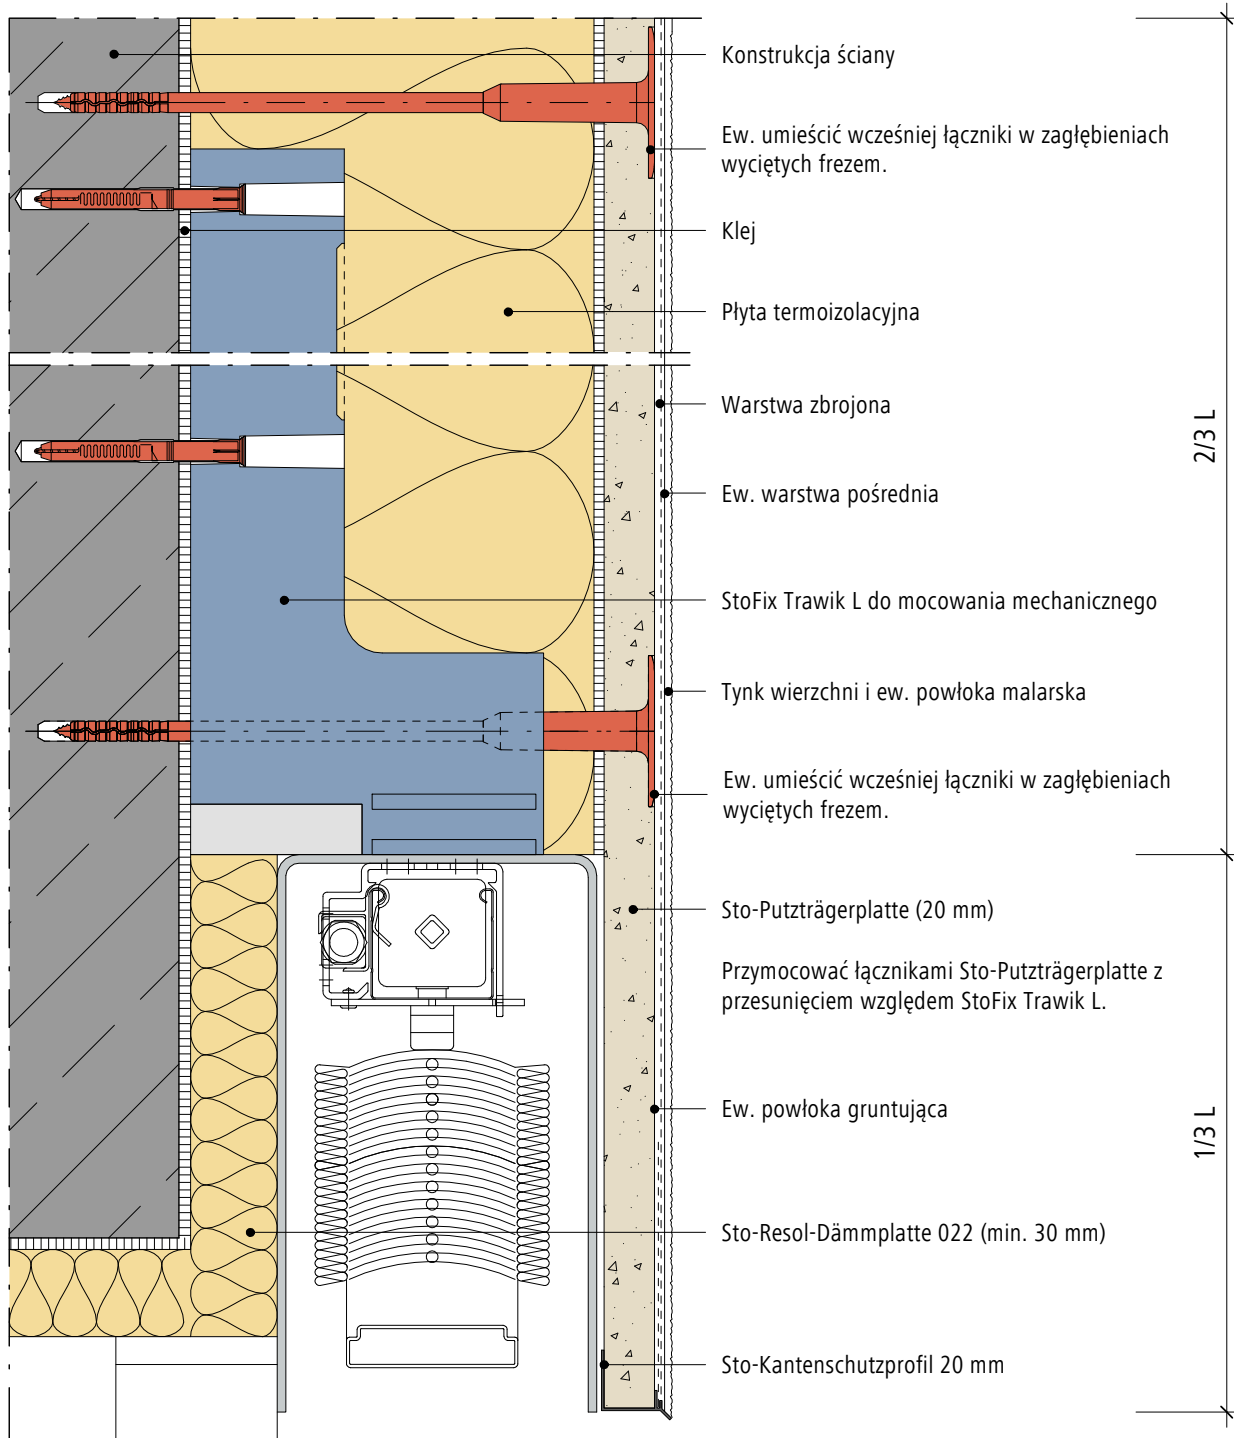 Konstrukcja ściany
Ew. umieścić wcześniej łączniki w zagłębieniach
wyciętych frezem.
Klej
Płyta termoizolacyjna
Warstwa zbrojona
2/3 L
Ew. warstwa pośrednia
StoFix Trawik L do mocowania mechanicznego
Tynk wierzchni i ew. powłoka malarska
Ew. umieścić wcześniej łączniki w zagłębieniach
wyciętych frezem.
Sto-Putzträgerplatte (20 mm)
Przymocować łącznikami Sto-Putzträgerplatte z
przesunięciem względem StoFix Trawik L.
Ew. powłoka gruntująca
1/3 L
Sto-Resol-Dämmplatte 022 (min. 30 mm)
Sto-Kantenschutzprofil 20 mm